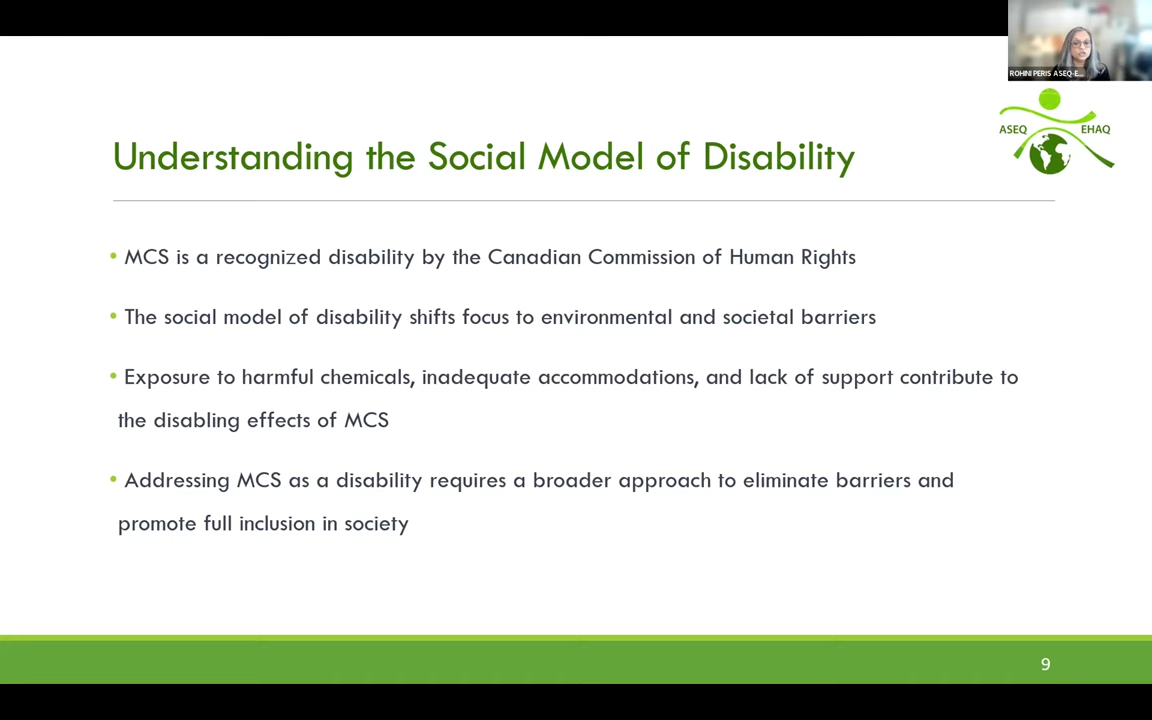 ROHINI PERIS ASEQ-E...
ASEQ EHAQ
Understanding the Social Model of Disability
• MCS is a recognized disability by the Canadian Commission of Human Rights
• The social model of disability shifts focus to environmental and societal barriers
• Exposure to harmful chemicals, inadequate accommodations, and lack of support contribute to
the disabling effects of MCS
• Addressing MCS as a disability requires a broader approach to eliminate barriers and
promote full inclusion in society
9